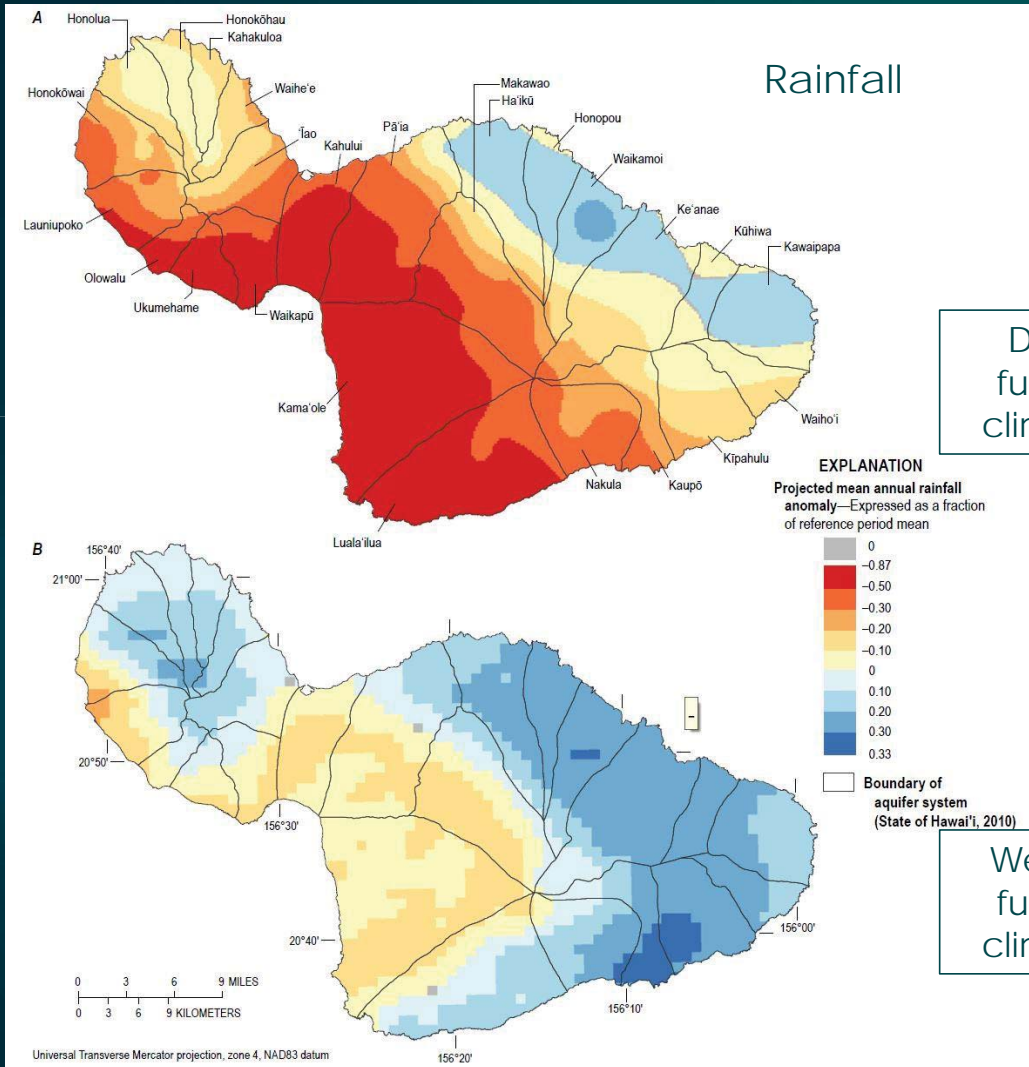 Rainfall
A
Honolua
Honokōhau
Kahakuloa
Honokōwai
Waihe'e
'Īao
Kahului
Pā'ia
Makawao
Ha'ikū
Honopou
Waikamoi
Ke'anae
Kūhiwa
Kawaipapa
Launiupoko
Olowalu
Ukumehame
Waikapū
Kama'ole
Luala'ilua
Nakula
Kaupō
Kīpahulu
Waiho'i
D
fu
clir
EXPLANATION
Projected mean annual rainfall
anomaly—Expressed as a fraction
of reference period mean
0
–0.87
–0.50
–0.30
–0.20
–0.10
0
0.10
0.20
0.30
0.33
Boundary of
aquifer system
(State of Hawai'i, 2010)
We
fu
clir
B
156°40'
21°00'
20°50'
156°30'
20°40'
156°20'
156°10'
156°00'
0 3 6 9 MILES
0 3 6 9 KILOMETERS
Universal Transverse Mercator projection, zone 4, NAD83 datum